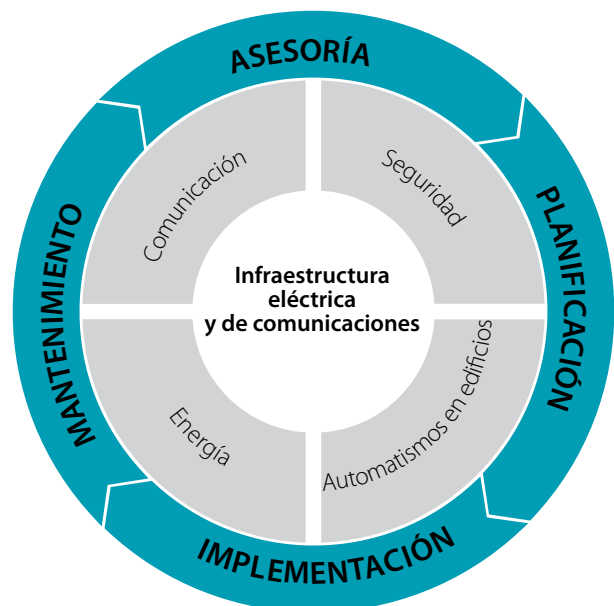 ASESORÍA
PLANIFICACIÓN
IMPLEMENTACIÓN
MANTENIMIENTO
Comunicación
Seguridad
Automatismos en edificios
Energía
Infraestructura
eléctrica
y de comunicaciones